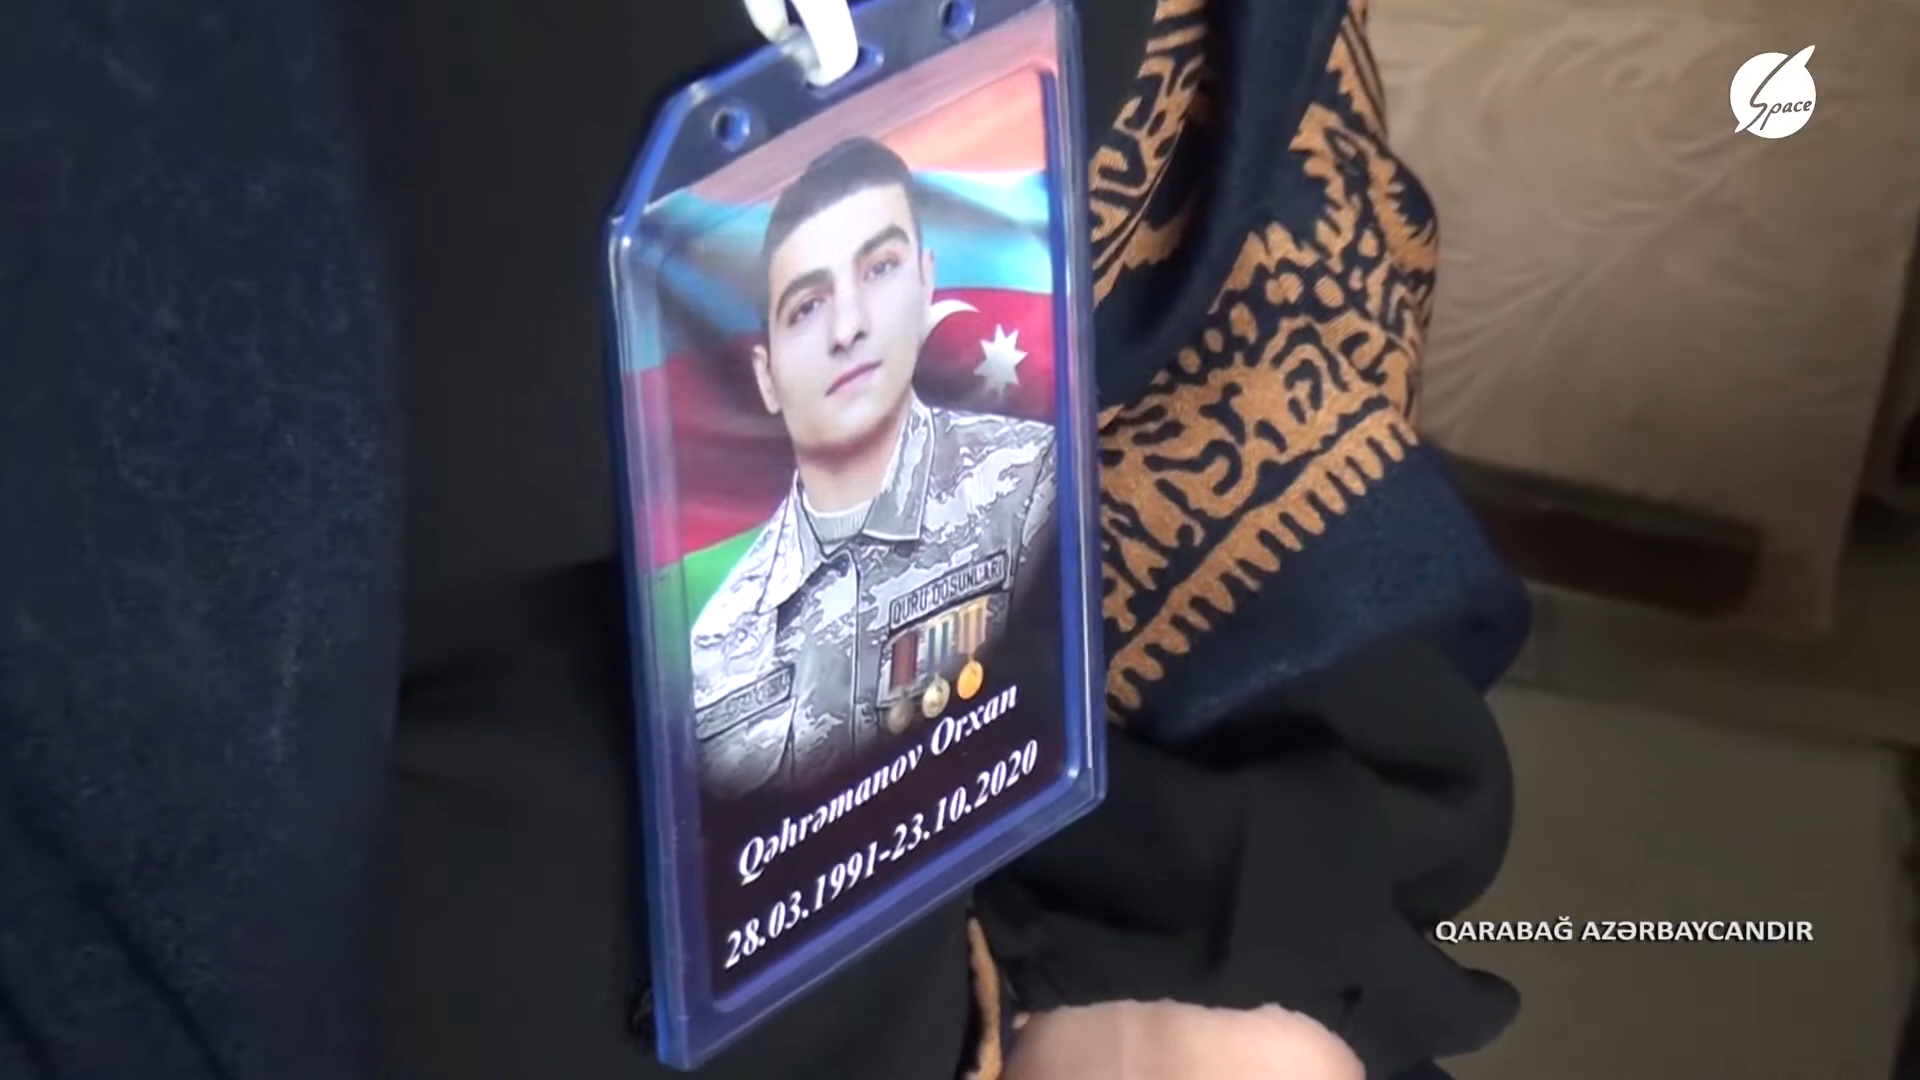 Space
QURU QOŞUNLARI
Qəhrəmanov Orxan
28.03.1991-23.10.2020
QARABAĞ AZƏRBAYCANDIR